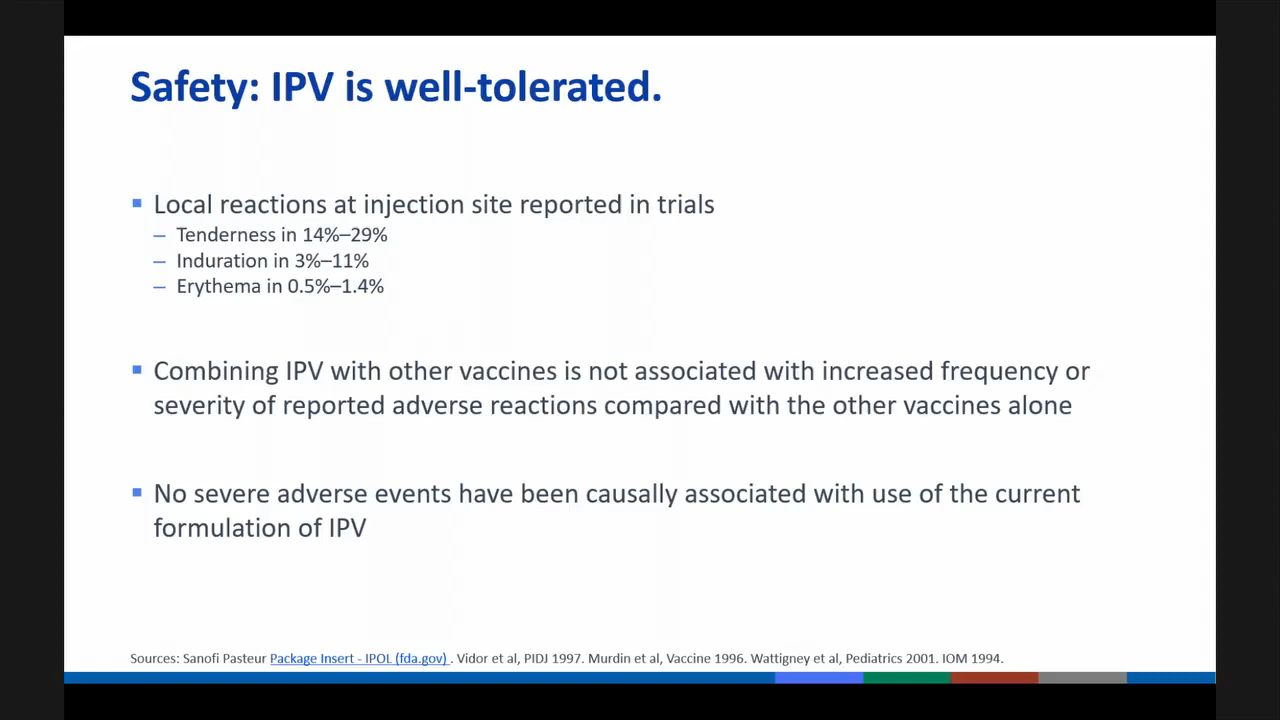 Safety: IPV is well-tolerated.
Local reactions at injection site reported in trials
– Tenderness in 14%–29%
– Induration in 3%–11%
– Erythema in 0.5%–1.4%
Combining IPV with other vaccines is not associated with increased frequency or
severity of reported adverse reactions compared with the other vaccines alone
No severe adverse events have been causally associated with use of the current
formulation of IPV
Sources: Sanofi Pasteur Package Insert - IPOL (fda.gov) . Vidor et al, PIDJ 1997. Murdin et al, Vaccine 1996. Wattigney et al, Pediatrics 2001. IOM 1994.